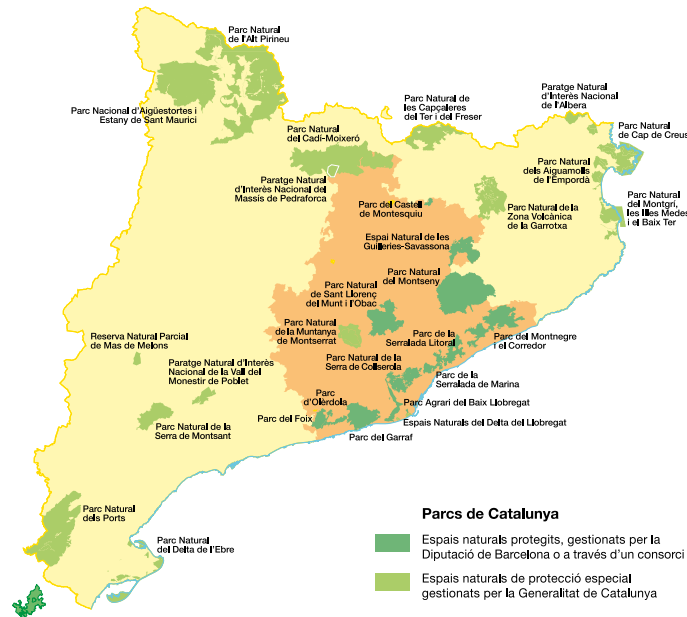 Parc Natural
de l'Alt Pirineu
Parc Nacional d'Aigüestortes i
Estany de Sant Maurici
Parc Natural de
les Capçaleres
del Ter i del Freser
Paratge Natural
d'Interès Nacional
de l'Albera
Parc Natural
de Cap de Creus
Parc Natural
del Cadí-Moixeró
Parc Natural
dels Aiguamolls
de l'Empordà
Paratge Natural
d'Interès Nacional del
Massís de Pedraforca
Parc del Castell
de Montesquiu
Parc Natural de la
Zona Volcànica
de la Garrotxa
Parc Natural
del Montgrí,
les Illes Medes
i el Baix Ter
Espai Natural de les
Guilleries-Savassona
Parc Natural
del Montseny
Parc Natural
de Sant Llorenç
del Munt i l'Obac
Parc Natural
de la Muntanya
de Montserrat
Parc de la
Serralada Litoral
Parc del Montnegre
i el Corredor
Reserva Natural Parcial
de Mas de Melons
Paratge Natural d'Interès
Nacional de la Vall del
Monestir de Poblet
Parc Natural de la
Serra de Collserola
Parc de la
Serralada de Marina
Parc
d'Olèrdola
Parc Agrari del Baix Llobregat
Parc del Foix
Espais Naturals del Delta del Llobregat
Parc Natural de la
Serra de Montsant
Parc del Garraf
Parc Natural
dels Ports
Parc Natural
del Delta de l'Ebre
Parcs de Catalunya
Espais naturals protegits, gestionats per la
Diputació de Barcelona o a través d'un consorci
Espais naturals de protecció especial
gestionats per la Generalitat de Catalunya